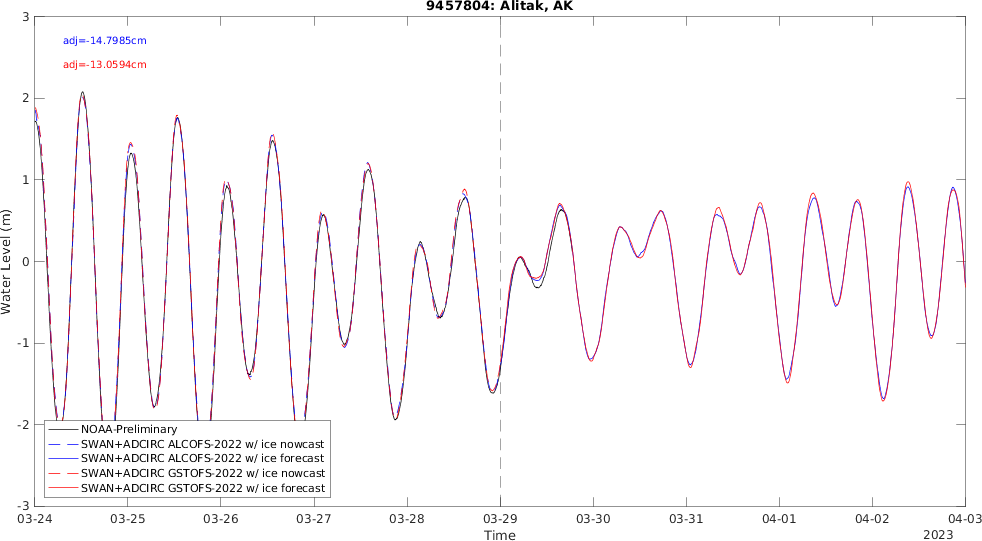 9457804: Alitak, AK
3
2
1
0
-1
-2
-3
Water Level (m)
adj=-14.7985cm
adj=-13.0594cm
NOAA-Preliminary
SWAN+ADCIRC ALCOFS-2022 w/ ice nowcast
SWAN+ADCIRC ALCOFS-2022 w/ ice forecast
SWAN+ADCIRC GSTOFS-2022 w/ ice nowcast
SWAN+ADCIRC GSTOFS-2022 w/ ice forecast
03-24 03-25 03-26 03-27 03-28 03-29 03-30 03-31 04-01 04-02 04-03
Time
2023